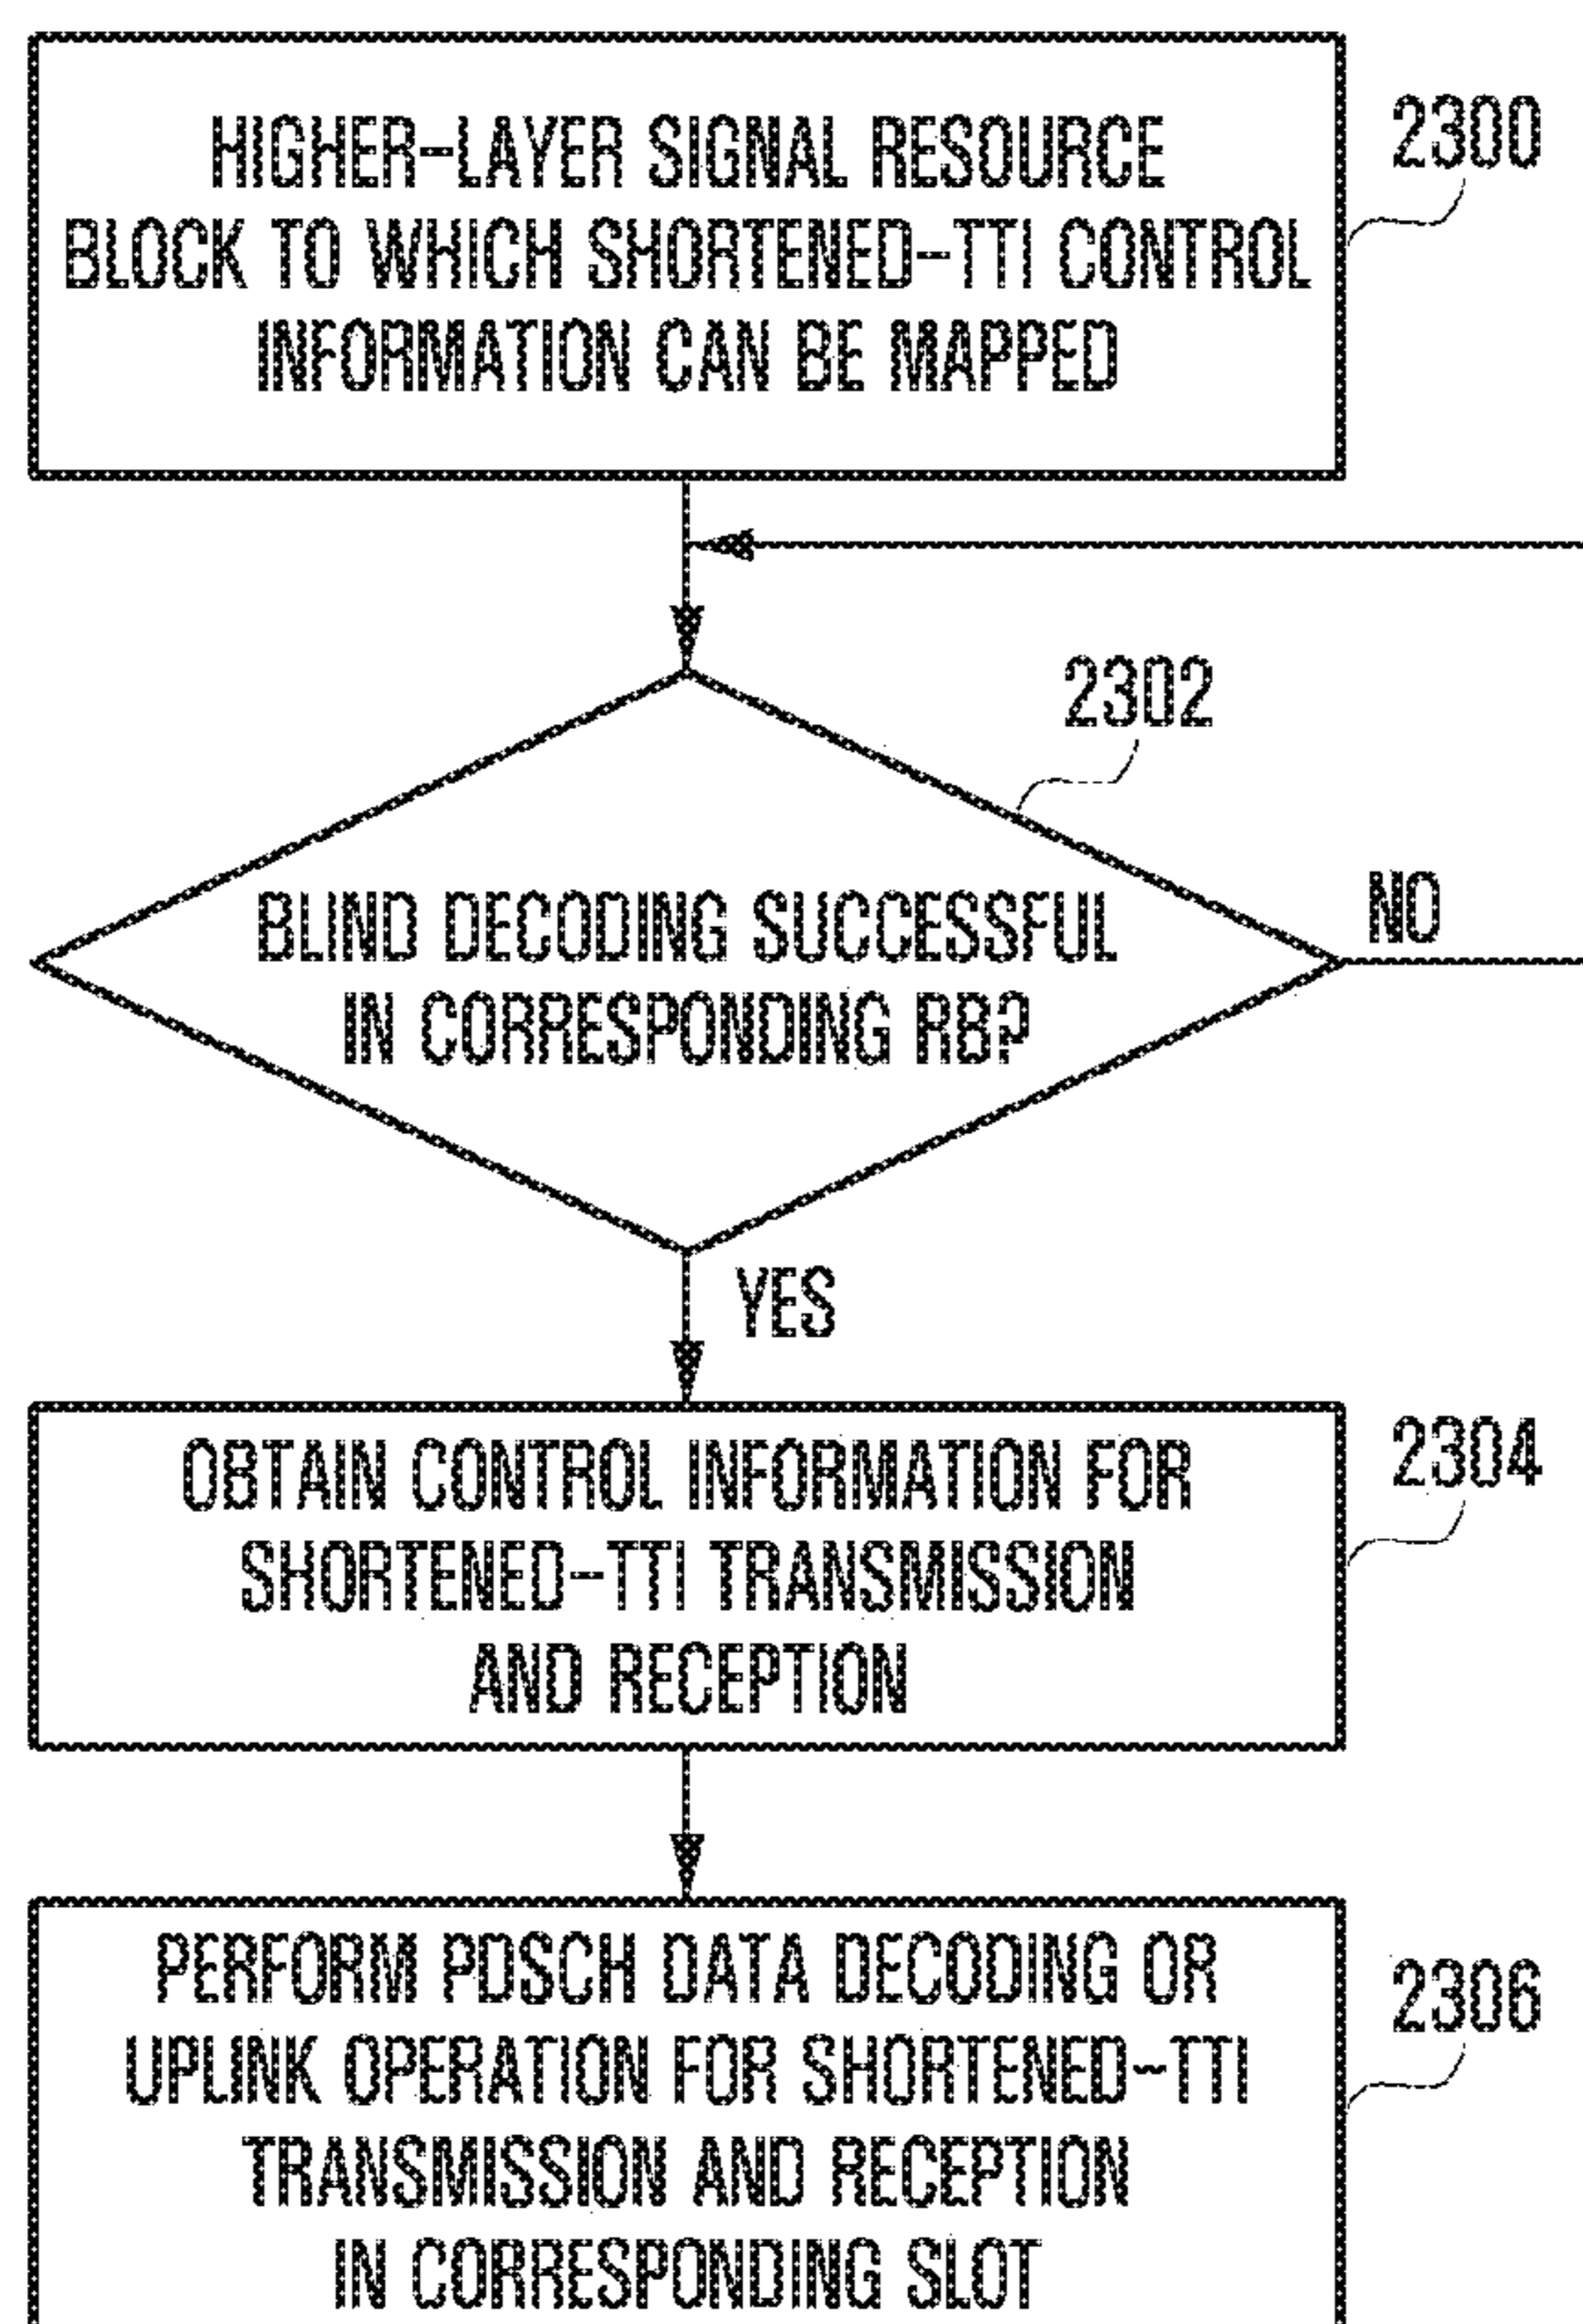 HIGHER-LAYER SIGNAL RESOURCE
BLOCK TO WHICH SHORTENED-TTI CONTROL
INFORMATION CAN BE MAPPED
2300
2302
BLIND DECODING SUCCESSFUL
IN CORRESPONDING RB?
NO
YES
OBTAIN CONTROL INFORMATION FOR
SHORTENED-TTI TRANSMISSION
AND RECEPTION
2304
PERFORM PDSCH DATA DECODING OR
UPLINK OPERATION FOR SHORTENED-TTI
TRANSMISSION AND RECEPTION
IN CORRESPONDING SLOT
2306